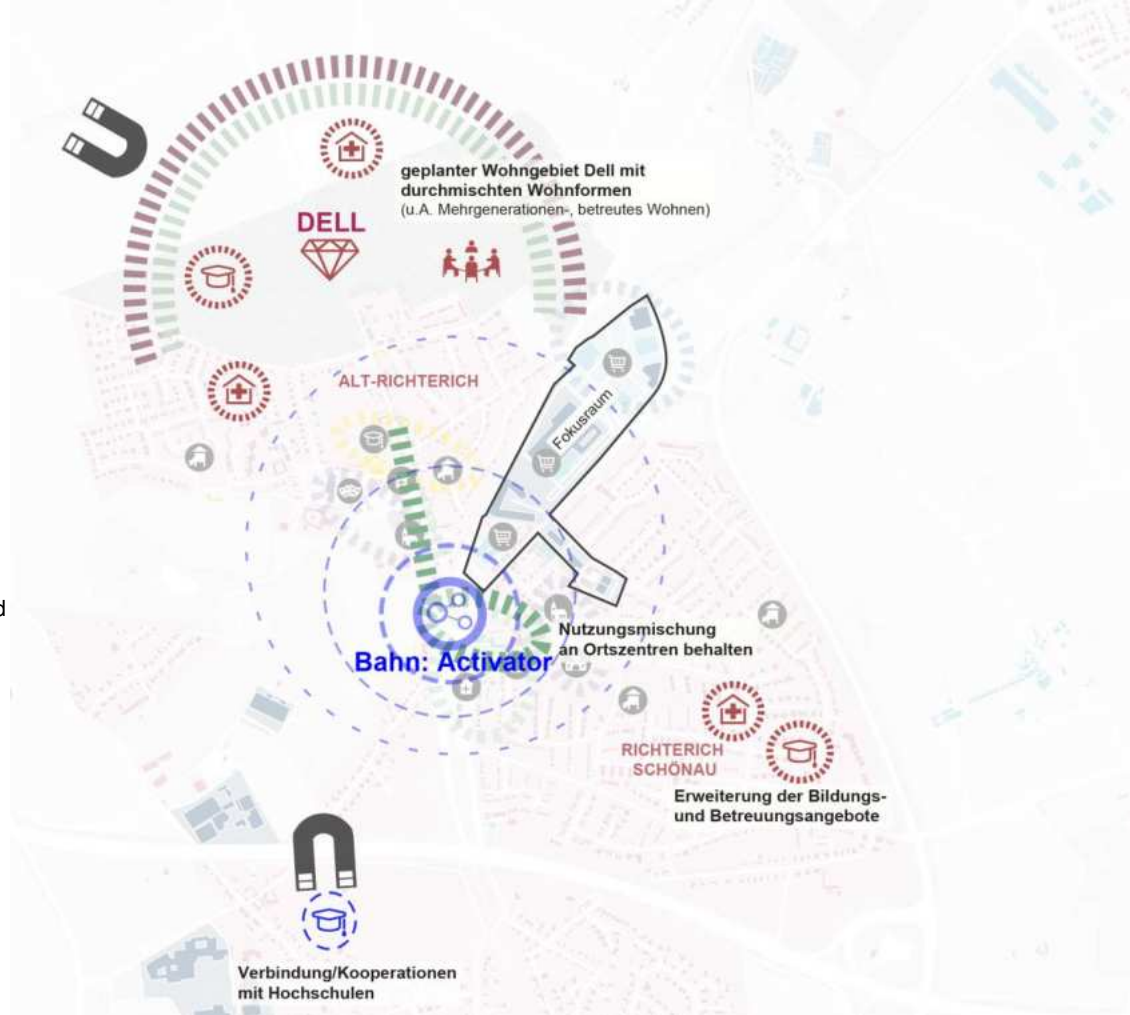 geplanter Wohngebiet Dell mit
durchmischten Wohnformen
(u.A. Mehrgenerationen-, betreutes Wohnen)
DELL
ALT-RICHTERICH
Fokusraum
d
Nutzungsmischung
an Ortszentren behalten
Bahn: Activator
RICHTERICH
SCHÖNAU
Erweiterung der Bildungs-
und Betreuungsangebote
Verbindung/Kooperationen
mit Hochschulen